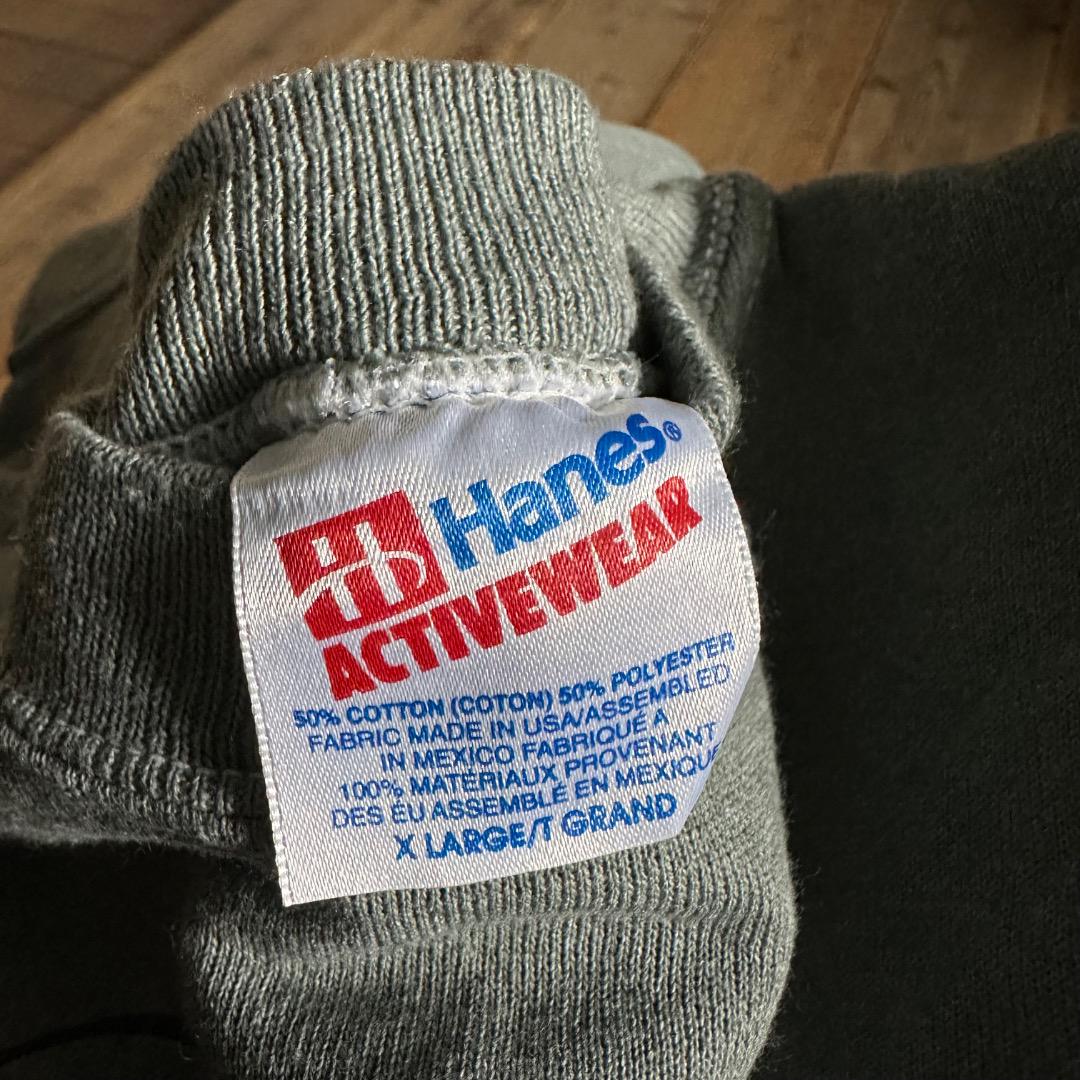 Hanes®
ACTIVEWEAR
50% COTTON (COTON) 50% POLYESTER
FABRIC MADE IN USA/ASSEMBLED
IN MEXICO FABRIQUÉ À
100% MATÉRIAUX PROVENANT
DES ÉU ASSEMBLÉ EN MEXIQUE
X LARGE/T GRAND